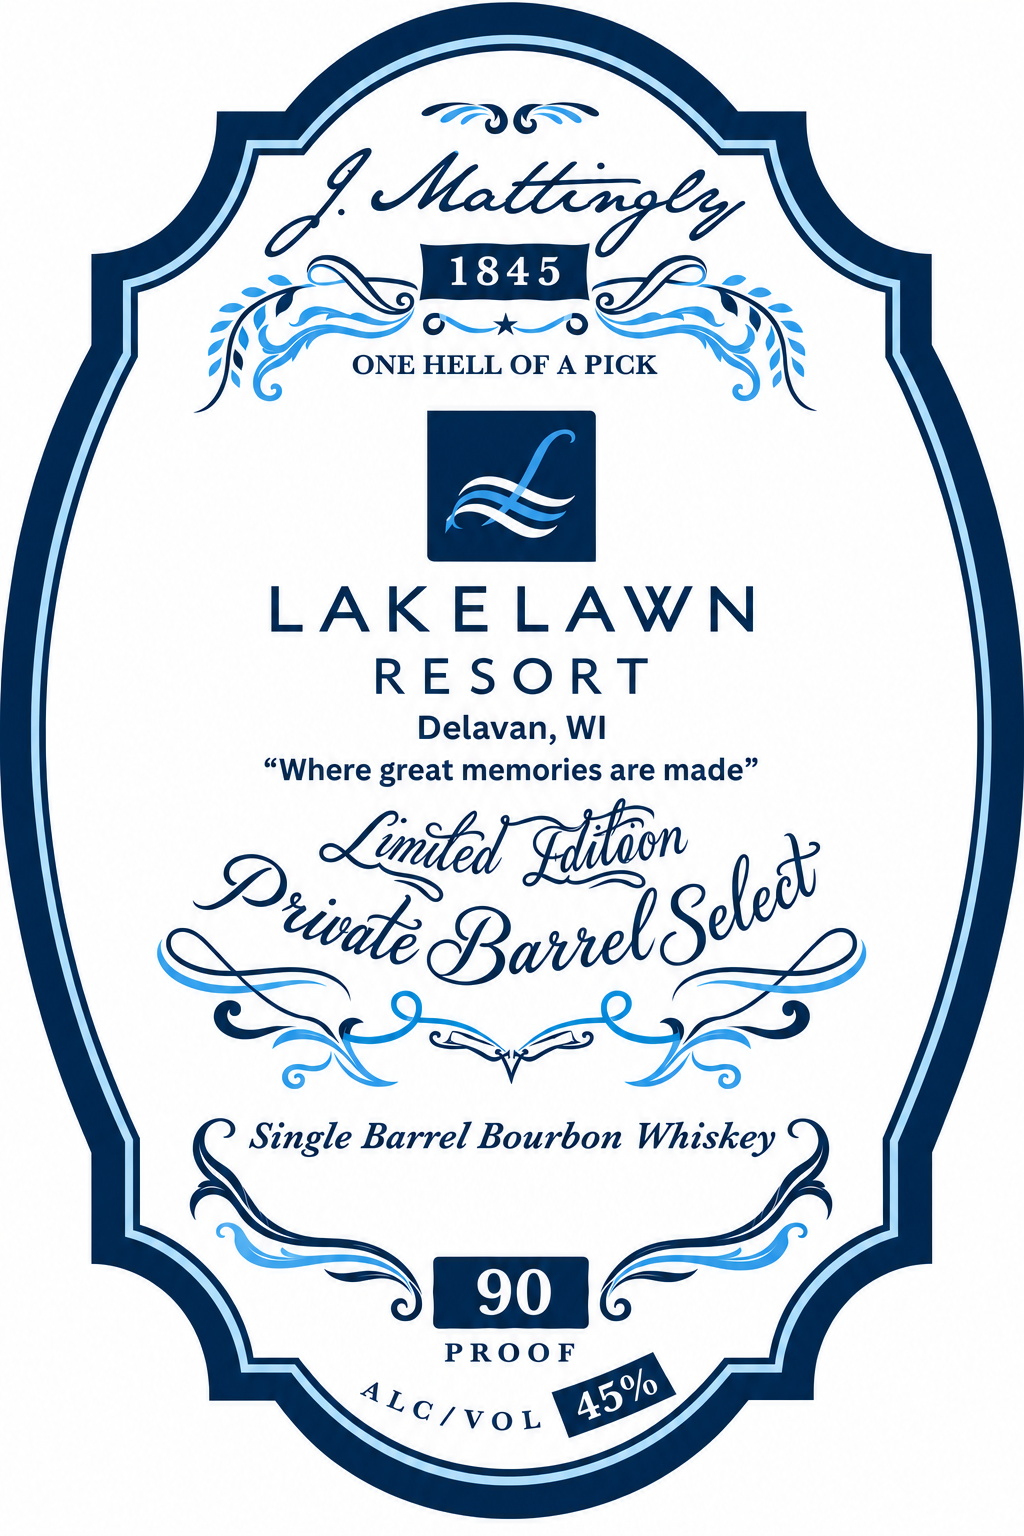 J. Mattingly
1845
ONE HELL OF A PICK
LAKELAWN
RESORT
Delavan, WI
“Where great memories are made”
Limited Edition
Private Barrel Select
Single Barrel Bourbon Whiskey
90
PROOF
ALC/VOL 45%